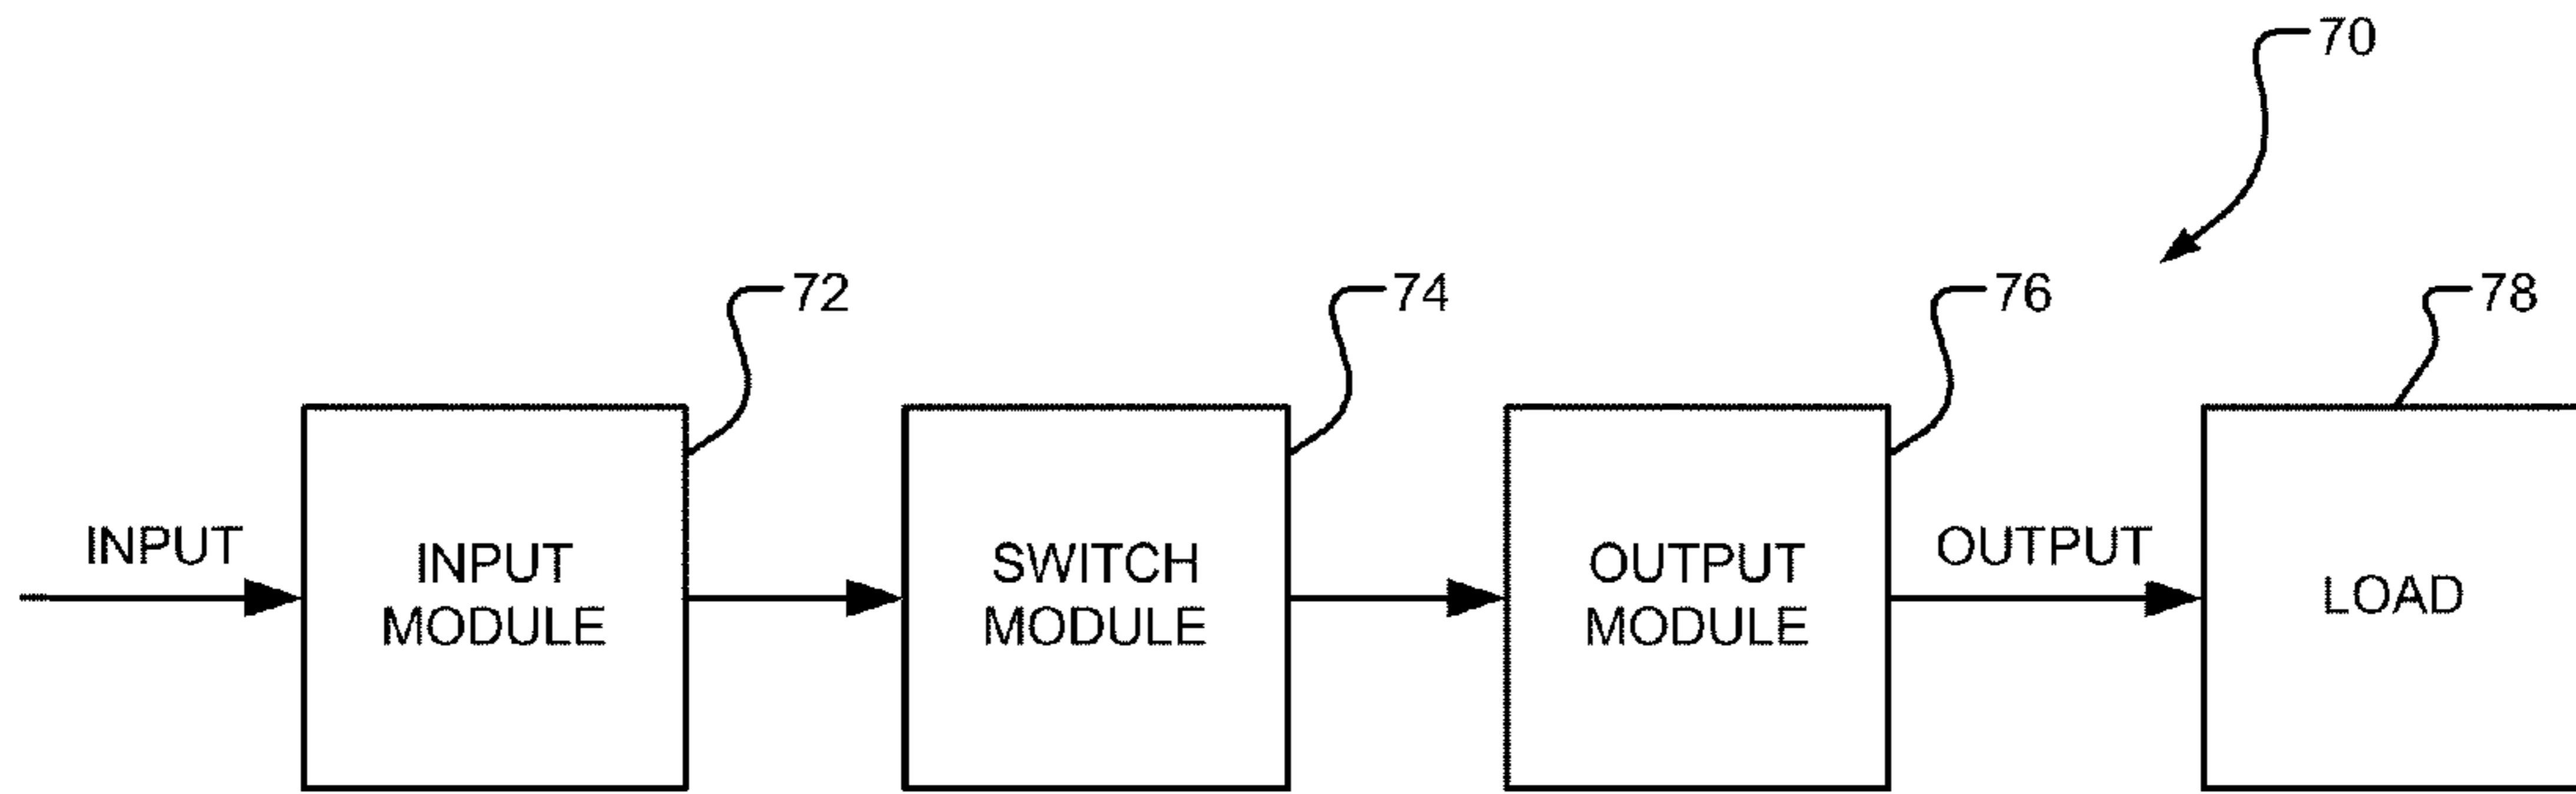 70
72
74
76
78
INPUT
INPUT
MODULE
SWITCH
MODULE
OUTPUT
MODULE
OUTPUT
LOAD